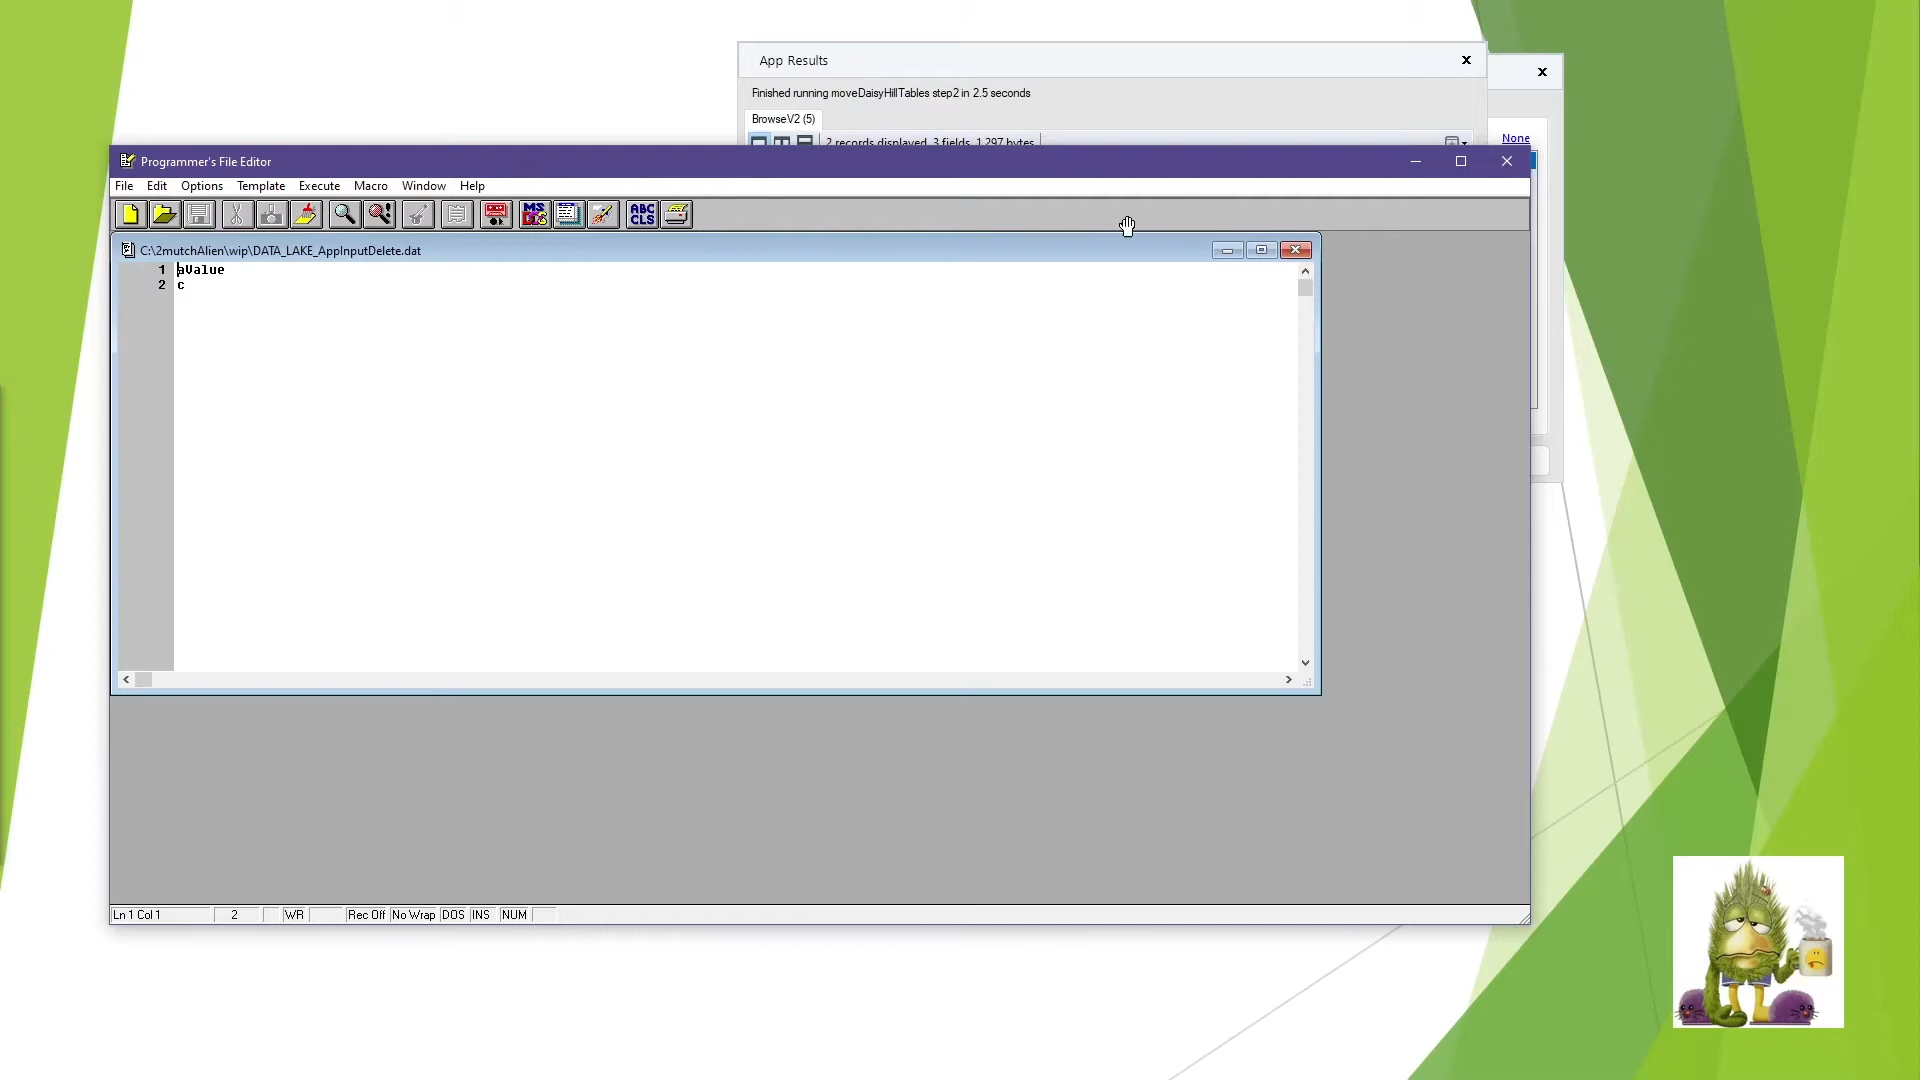 App Results
Finished running moveDaisyHillTables step2 in 2.5 seconds
BrowseV2 (5)
2 records displayed, 3 fields, 1,297 bytes
None
Programmer's File Editor
File Edit Options Template Execute Macro Window Help
MS
ABC
CLS
C:\2mutchAlien\wip\DATA_LAKE_AppInputDelete.dat
1 aValue
2 c
Ln 1 Col 1 2 WR Rec Off No Wrap DOS INS NUM